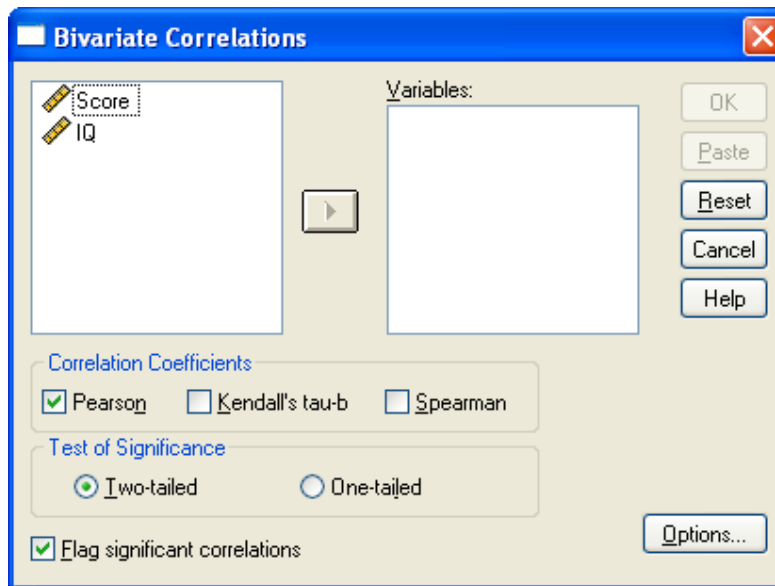 Bivariate Correlations
Score
IQ
Variables:
OK
Paste
Reset
Cancel
Help
Correlation Coefficients
Pearson Kendall's tau-b Spearman
Test of Significance
Two-tailed One-tailed
Flag significant correlations
Options...